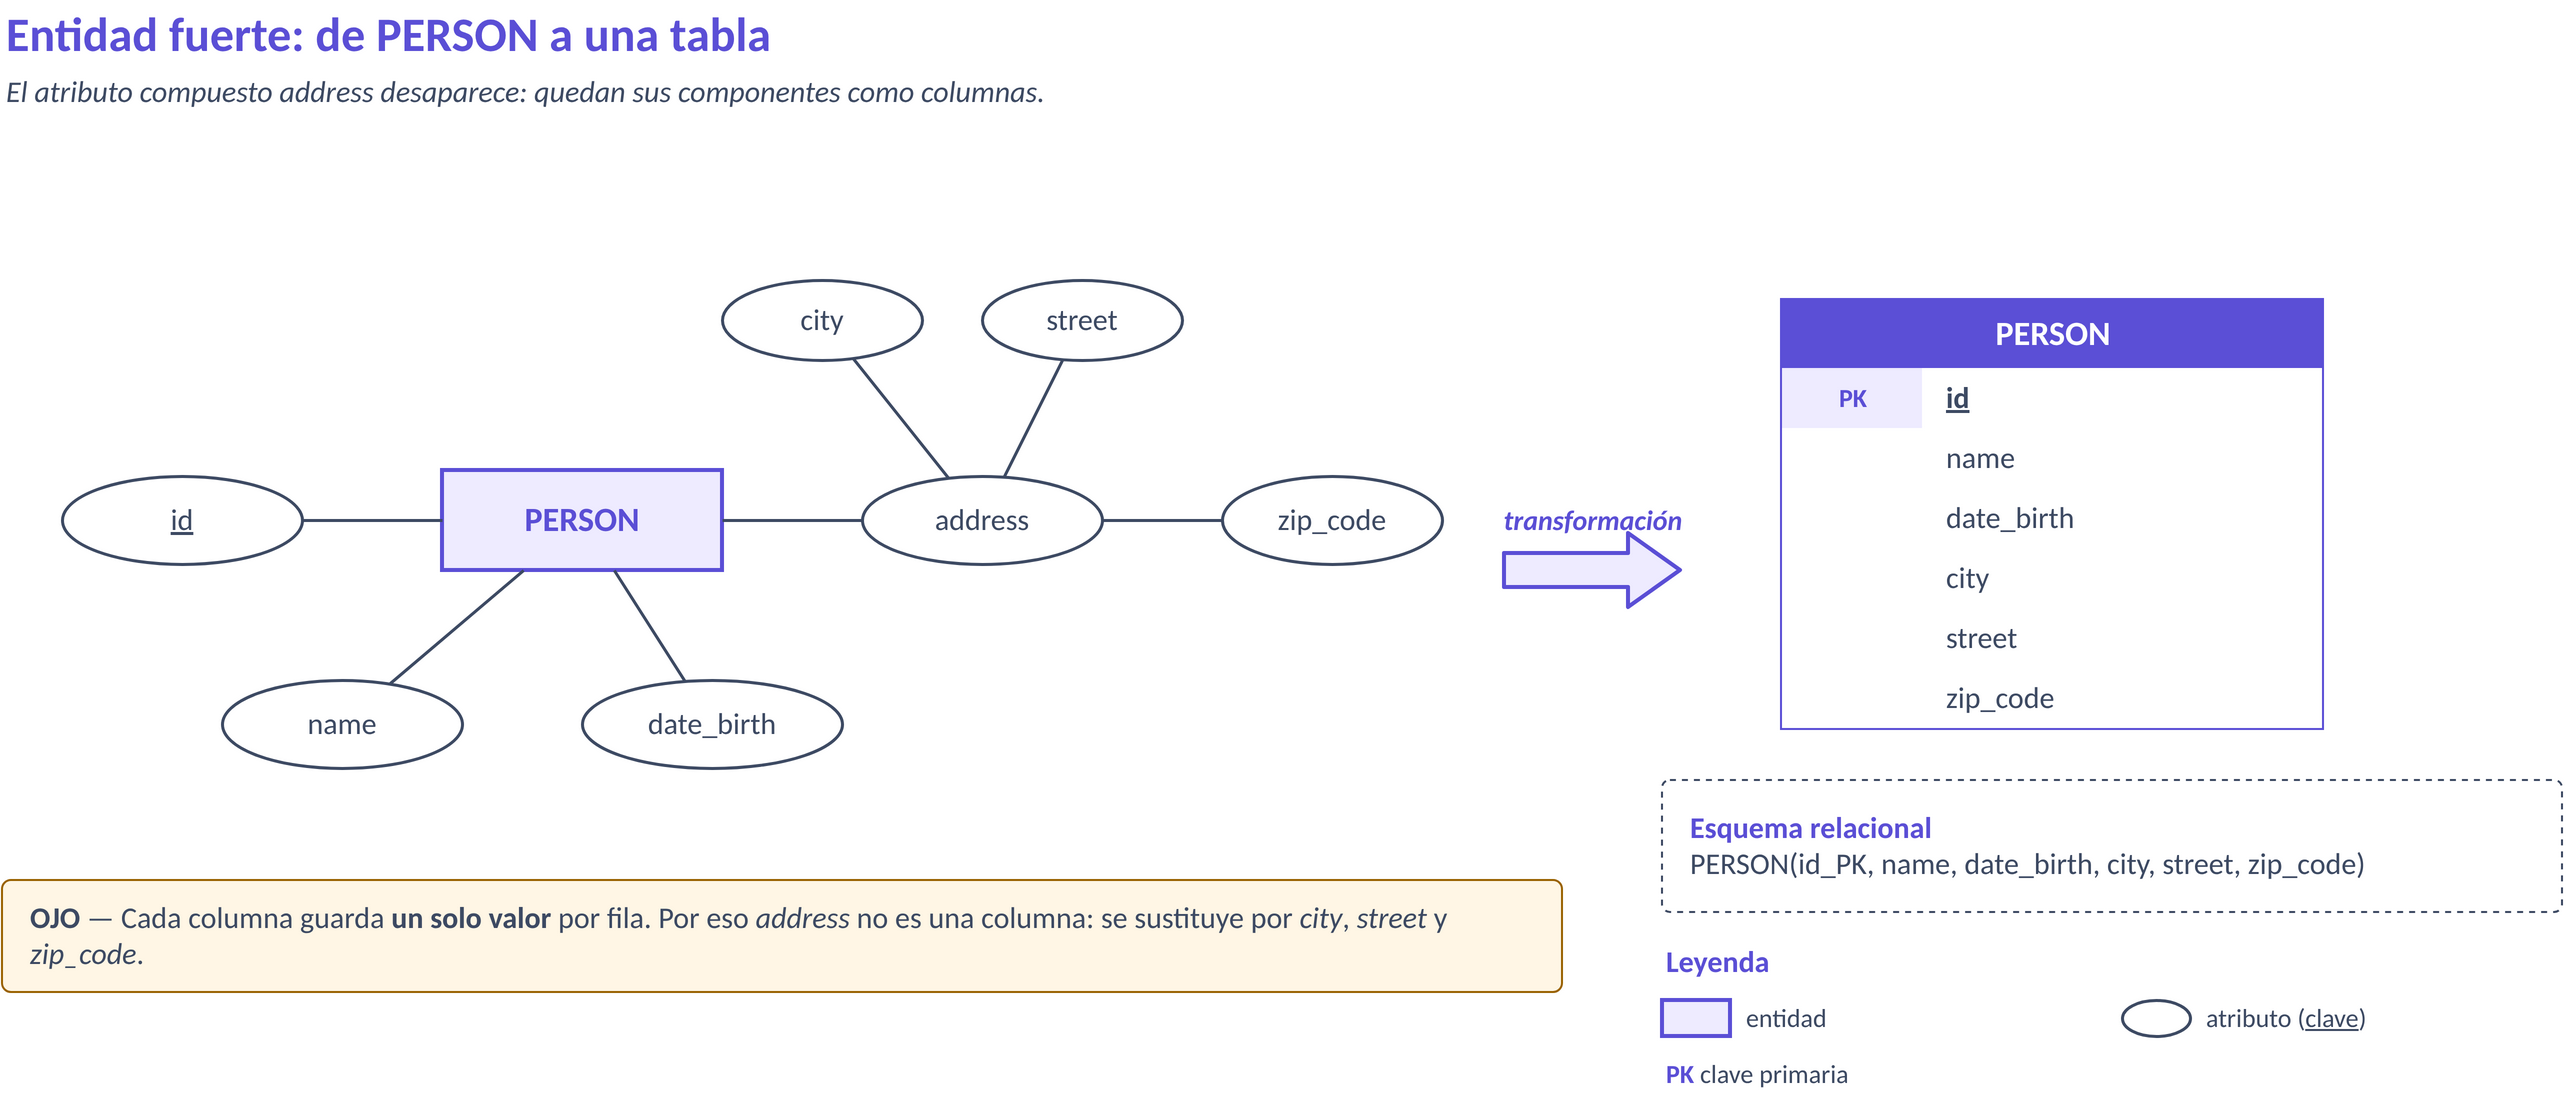 Entidad fuerte: de PERSON a una tabla
El atributo compuesto address desaparece: quedan sus componentes como columnas.
city
street
id
PERSON
address
zip_code
name
date_birth
transformación
PERSON
PK id
name
date_birth
city
street
zip_code
Esquema relacional
PERSON(id_PK, name, date_birth, city, street, zip_code)
OJO — Cada columna guarda un solo valor por fila. Por eso address no es una columna: se sustituye por city, street y
zip_code.
Leyenda
entidad
atributo (clave)
PK clave primaria